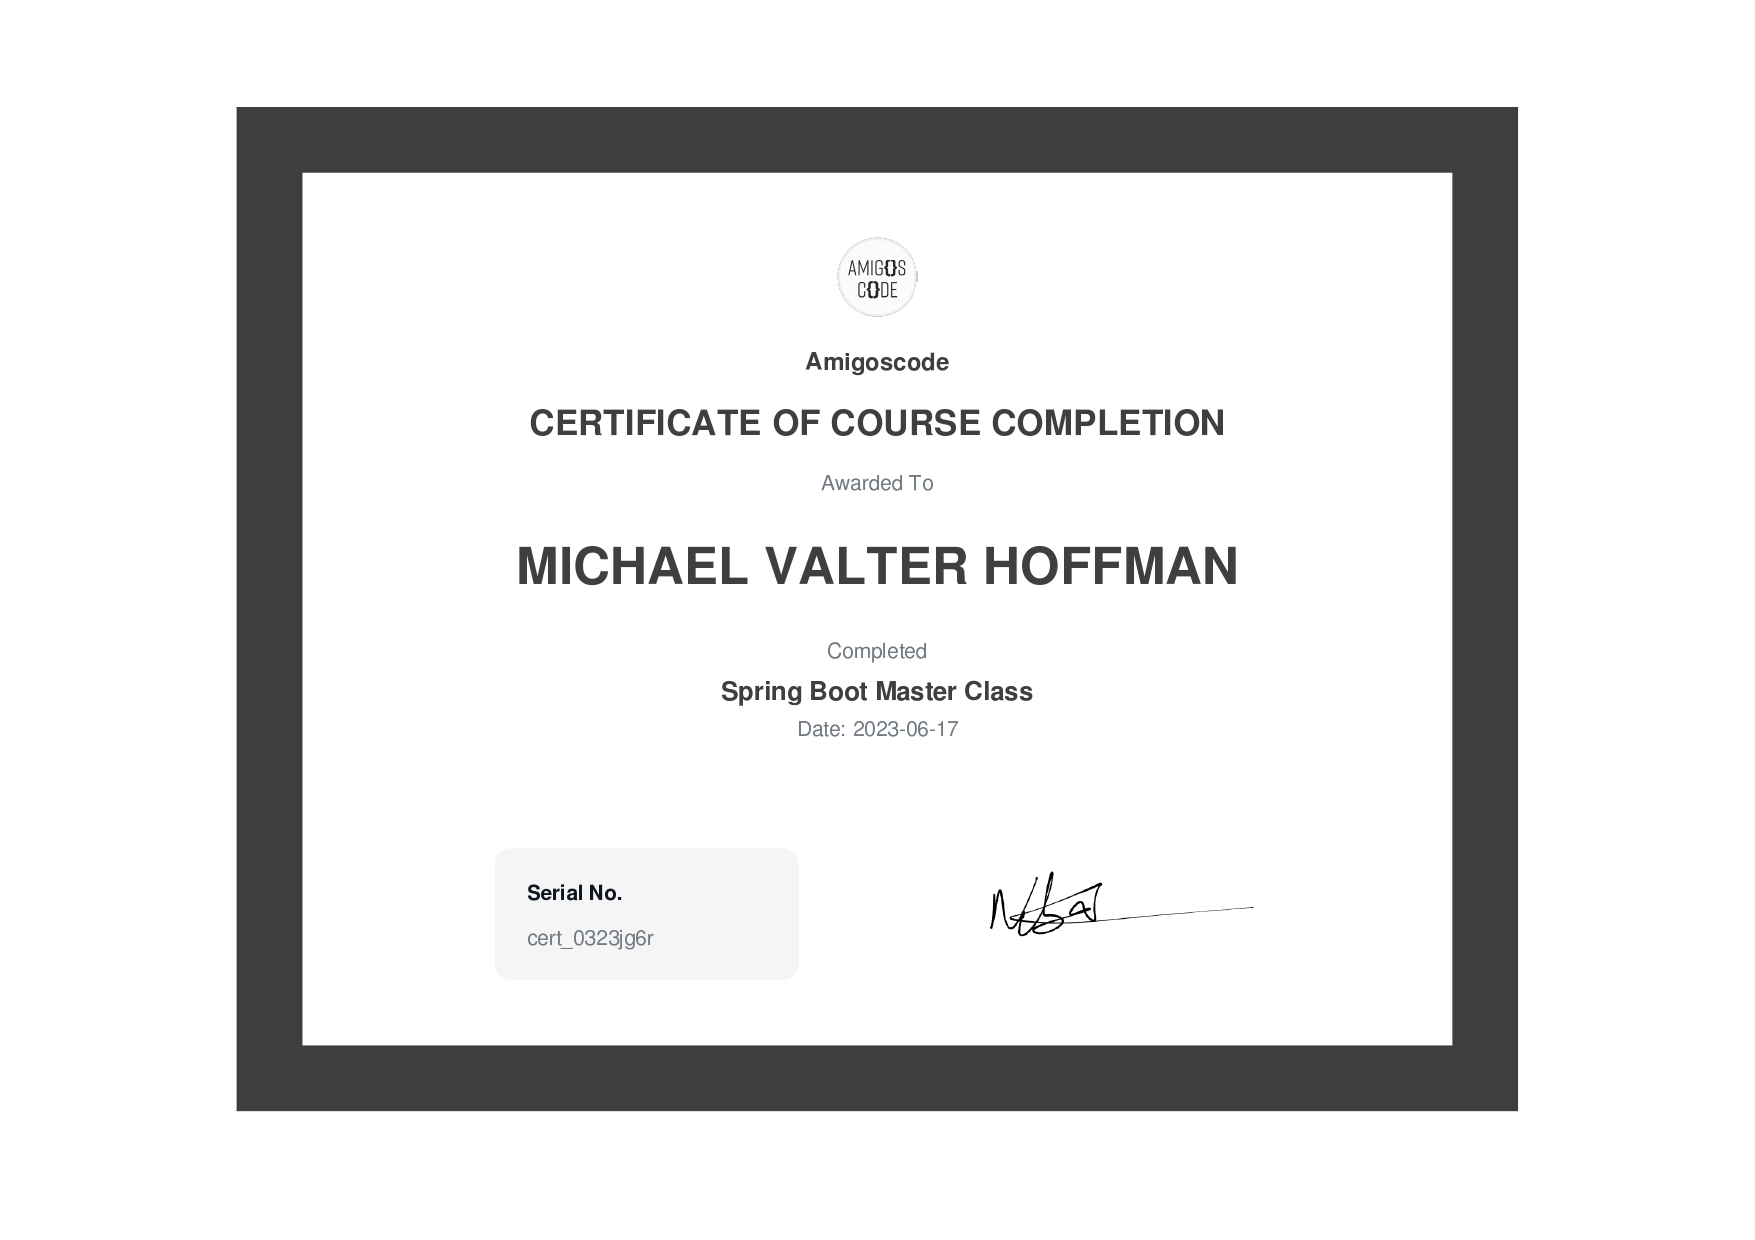 AMIG{}S
C{}DE
Amigoscode
CERTIFICATE OF COURSE COMPLETION
Awarded To
MICHAEL VALTER HOFFMAN
Completed
Spring Boot Master Class
Date: 2023-06-17
Serial No.
cert_0323jg6r